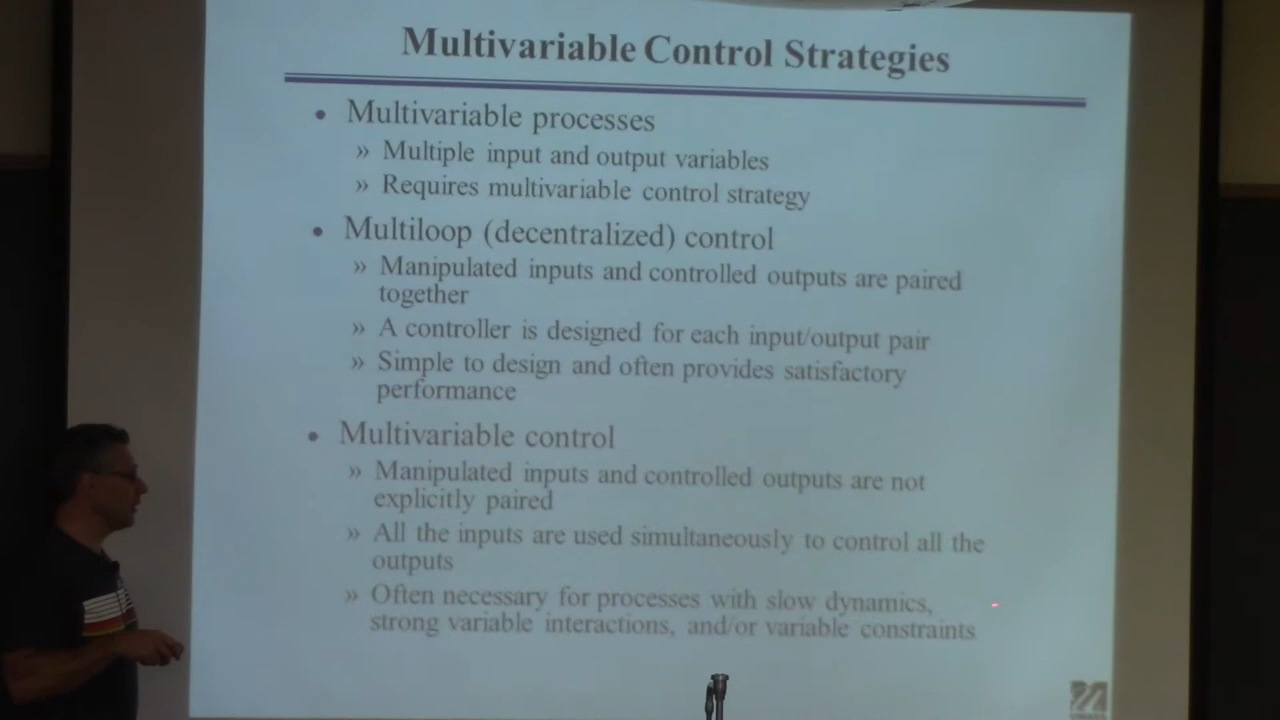 Multivariable Control Strategies
• Multivariable processes
» Multiple input and output variables
» Requires multivariable control strategy
• Multiloop (decentralized) control
» Manipulated inputs and controlled outputs are paired
together
» A controller is designed for each input/output pair
» Simple to design and often provides satisfactory
performance
• Multivariable control
» Manipulated inputs and controlled outputs are not
explicitly paired
» All the inputs are used simultaneously to control all the
outputs
» Often necessary for processes with slow dynamics,
strong variable interactions, and/or variable constraints